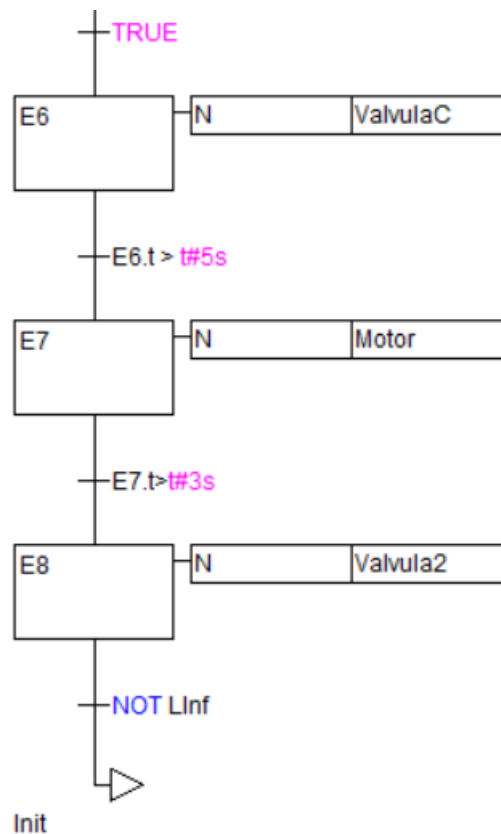 TRUE
E6 N ValvulaC
E6.t > t#5s
E7 N Motor
E7.t>t#3s
E8 N Valvula2
NOT LInf
Init